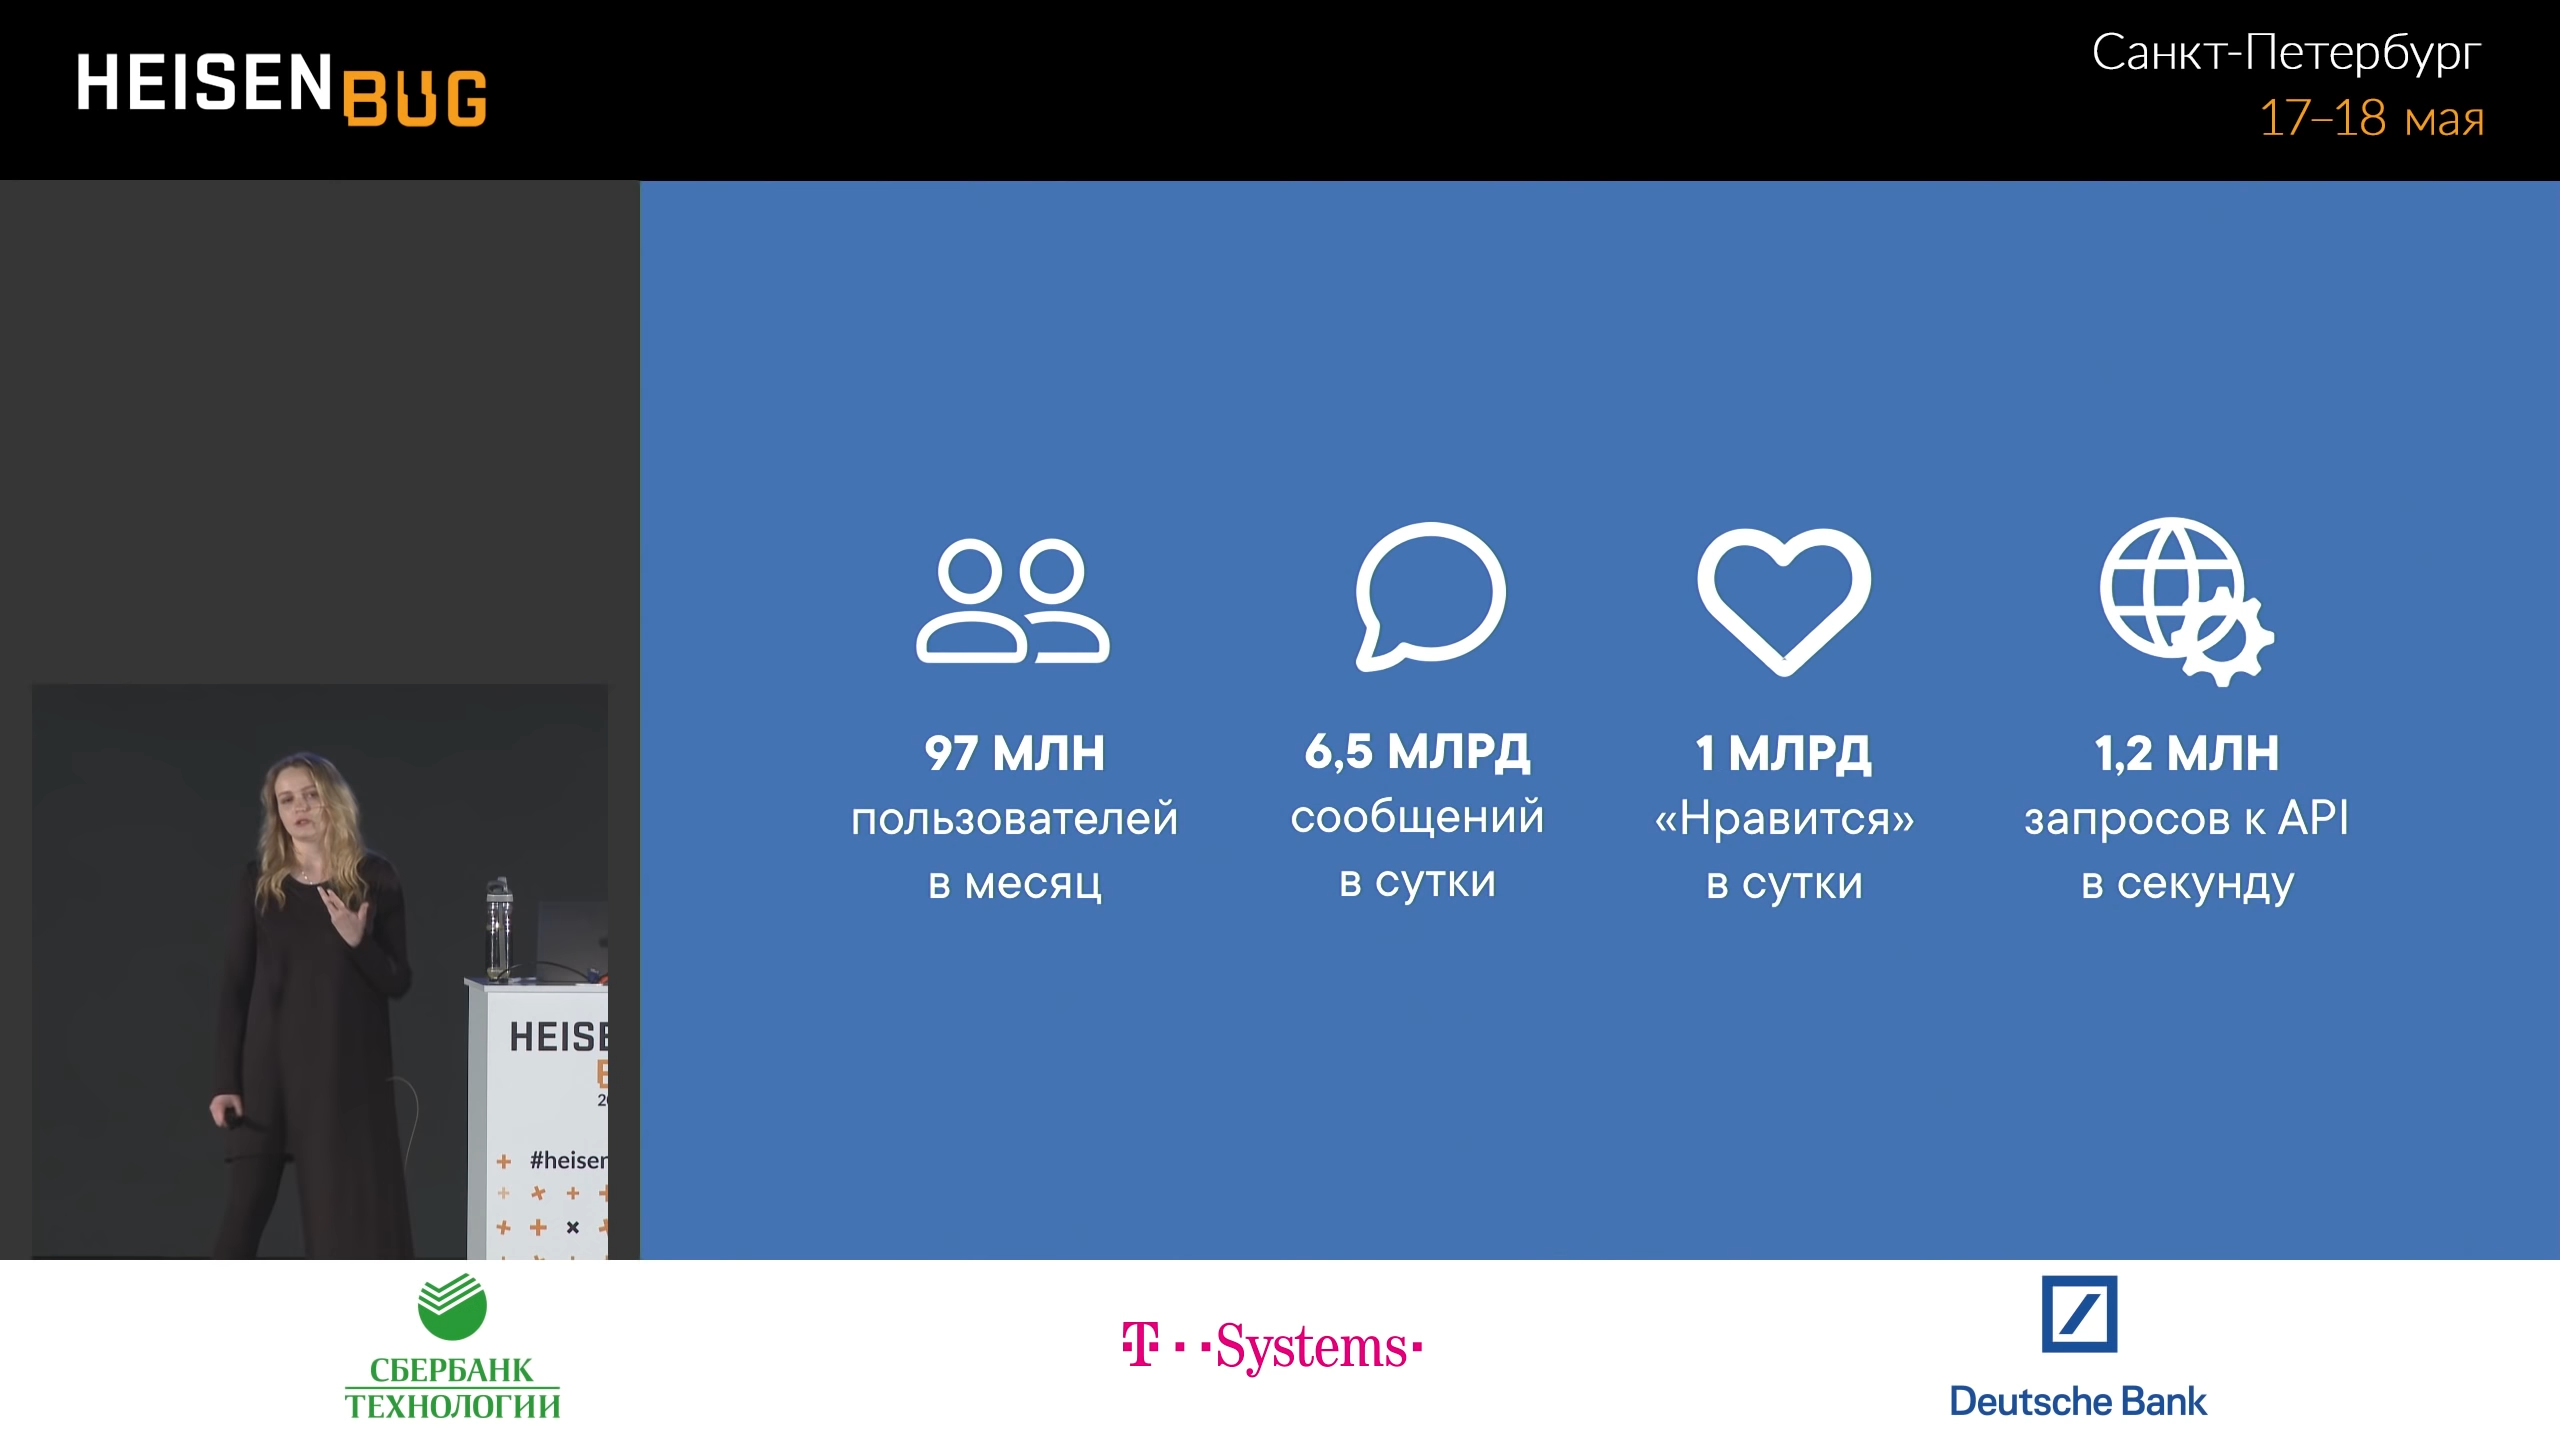 HEISENBUG
Санкт-Петербург
17–18 мая
97 МЛН
пользователей
в месяц
6,5 МЛРД
сообщений
в сутки
1 МЛРД
«Нравится»
в сутки
1,2 МЛН
запросов к API
в секунду
HEISE
#heisen
СБЕРБАНК
ТЕХНОЛОГИИ
T··Systems·
Deutsche Bank